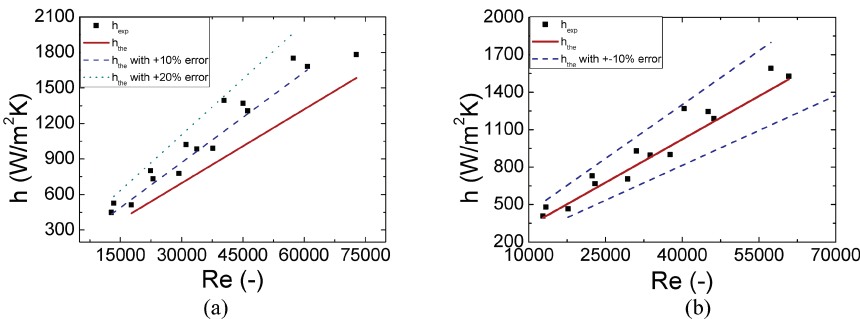 2100
1800
1500
1200
900
600
300
h (W/m²K)
h_exp
h_the
h_the with +10% error
h_the with +20% error
15000 30000 45000 60000 75000
Re (-)
(a)
2000
1700
1400
1100
800
500
200
h (W/m²K)
h_exp
h_the
h_the with +-10% error
10000 25000 40000 55000 70000
Re (-)
(b)